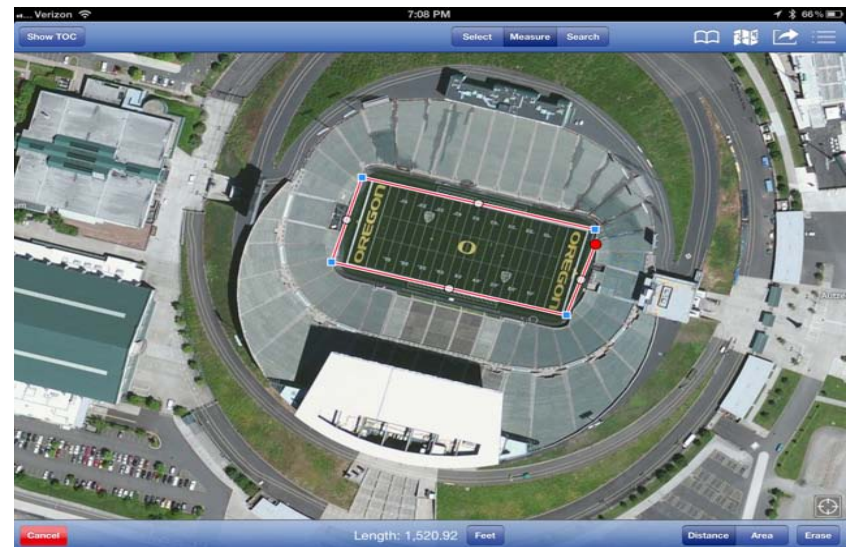 Verizon 7:08 PM 66%
Show TOC Select Measure Search
OREGON
O
OREGON
Cancel Length: 1,520.92 Feet Distance Area Erase